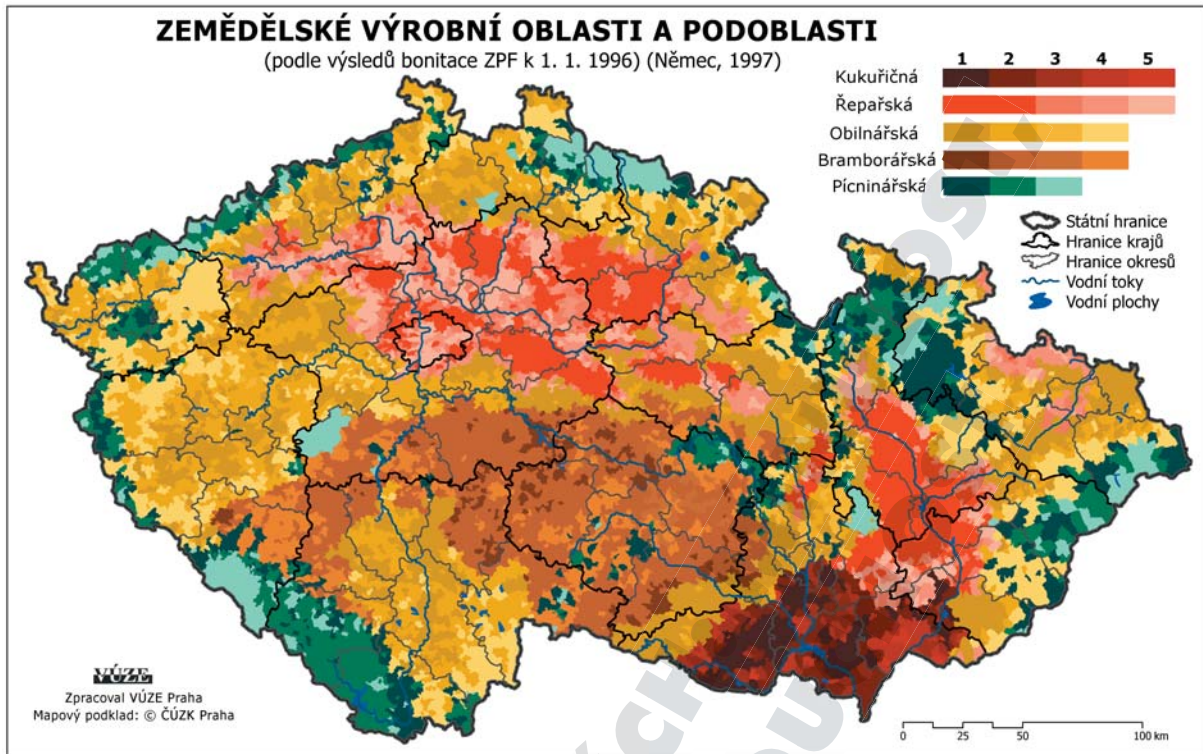 ZEMĚDĚLSKÉ VÝROBNÍ OBLASTI A PODOBLASTI
(podle výsledů bonitace ZPF k 1. 1. 1996) (Němec, 1997)
1 2 3 4 5
Kukuřičná
Řepařská
Obilnářská
Bramborářská
Pícninářská
Státní hranice
Hranice krajů
Hranice okresů
Vodní toky
Vodní plochy
VÚZE
Zpracoval VÚZE Praha
Mapový podklad: © ČÚZK Praha
0 25 50 100 km